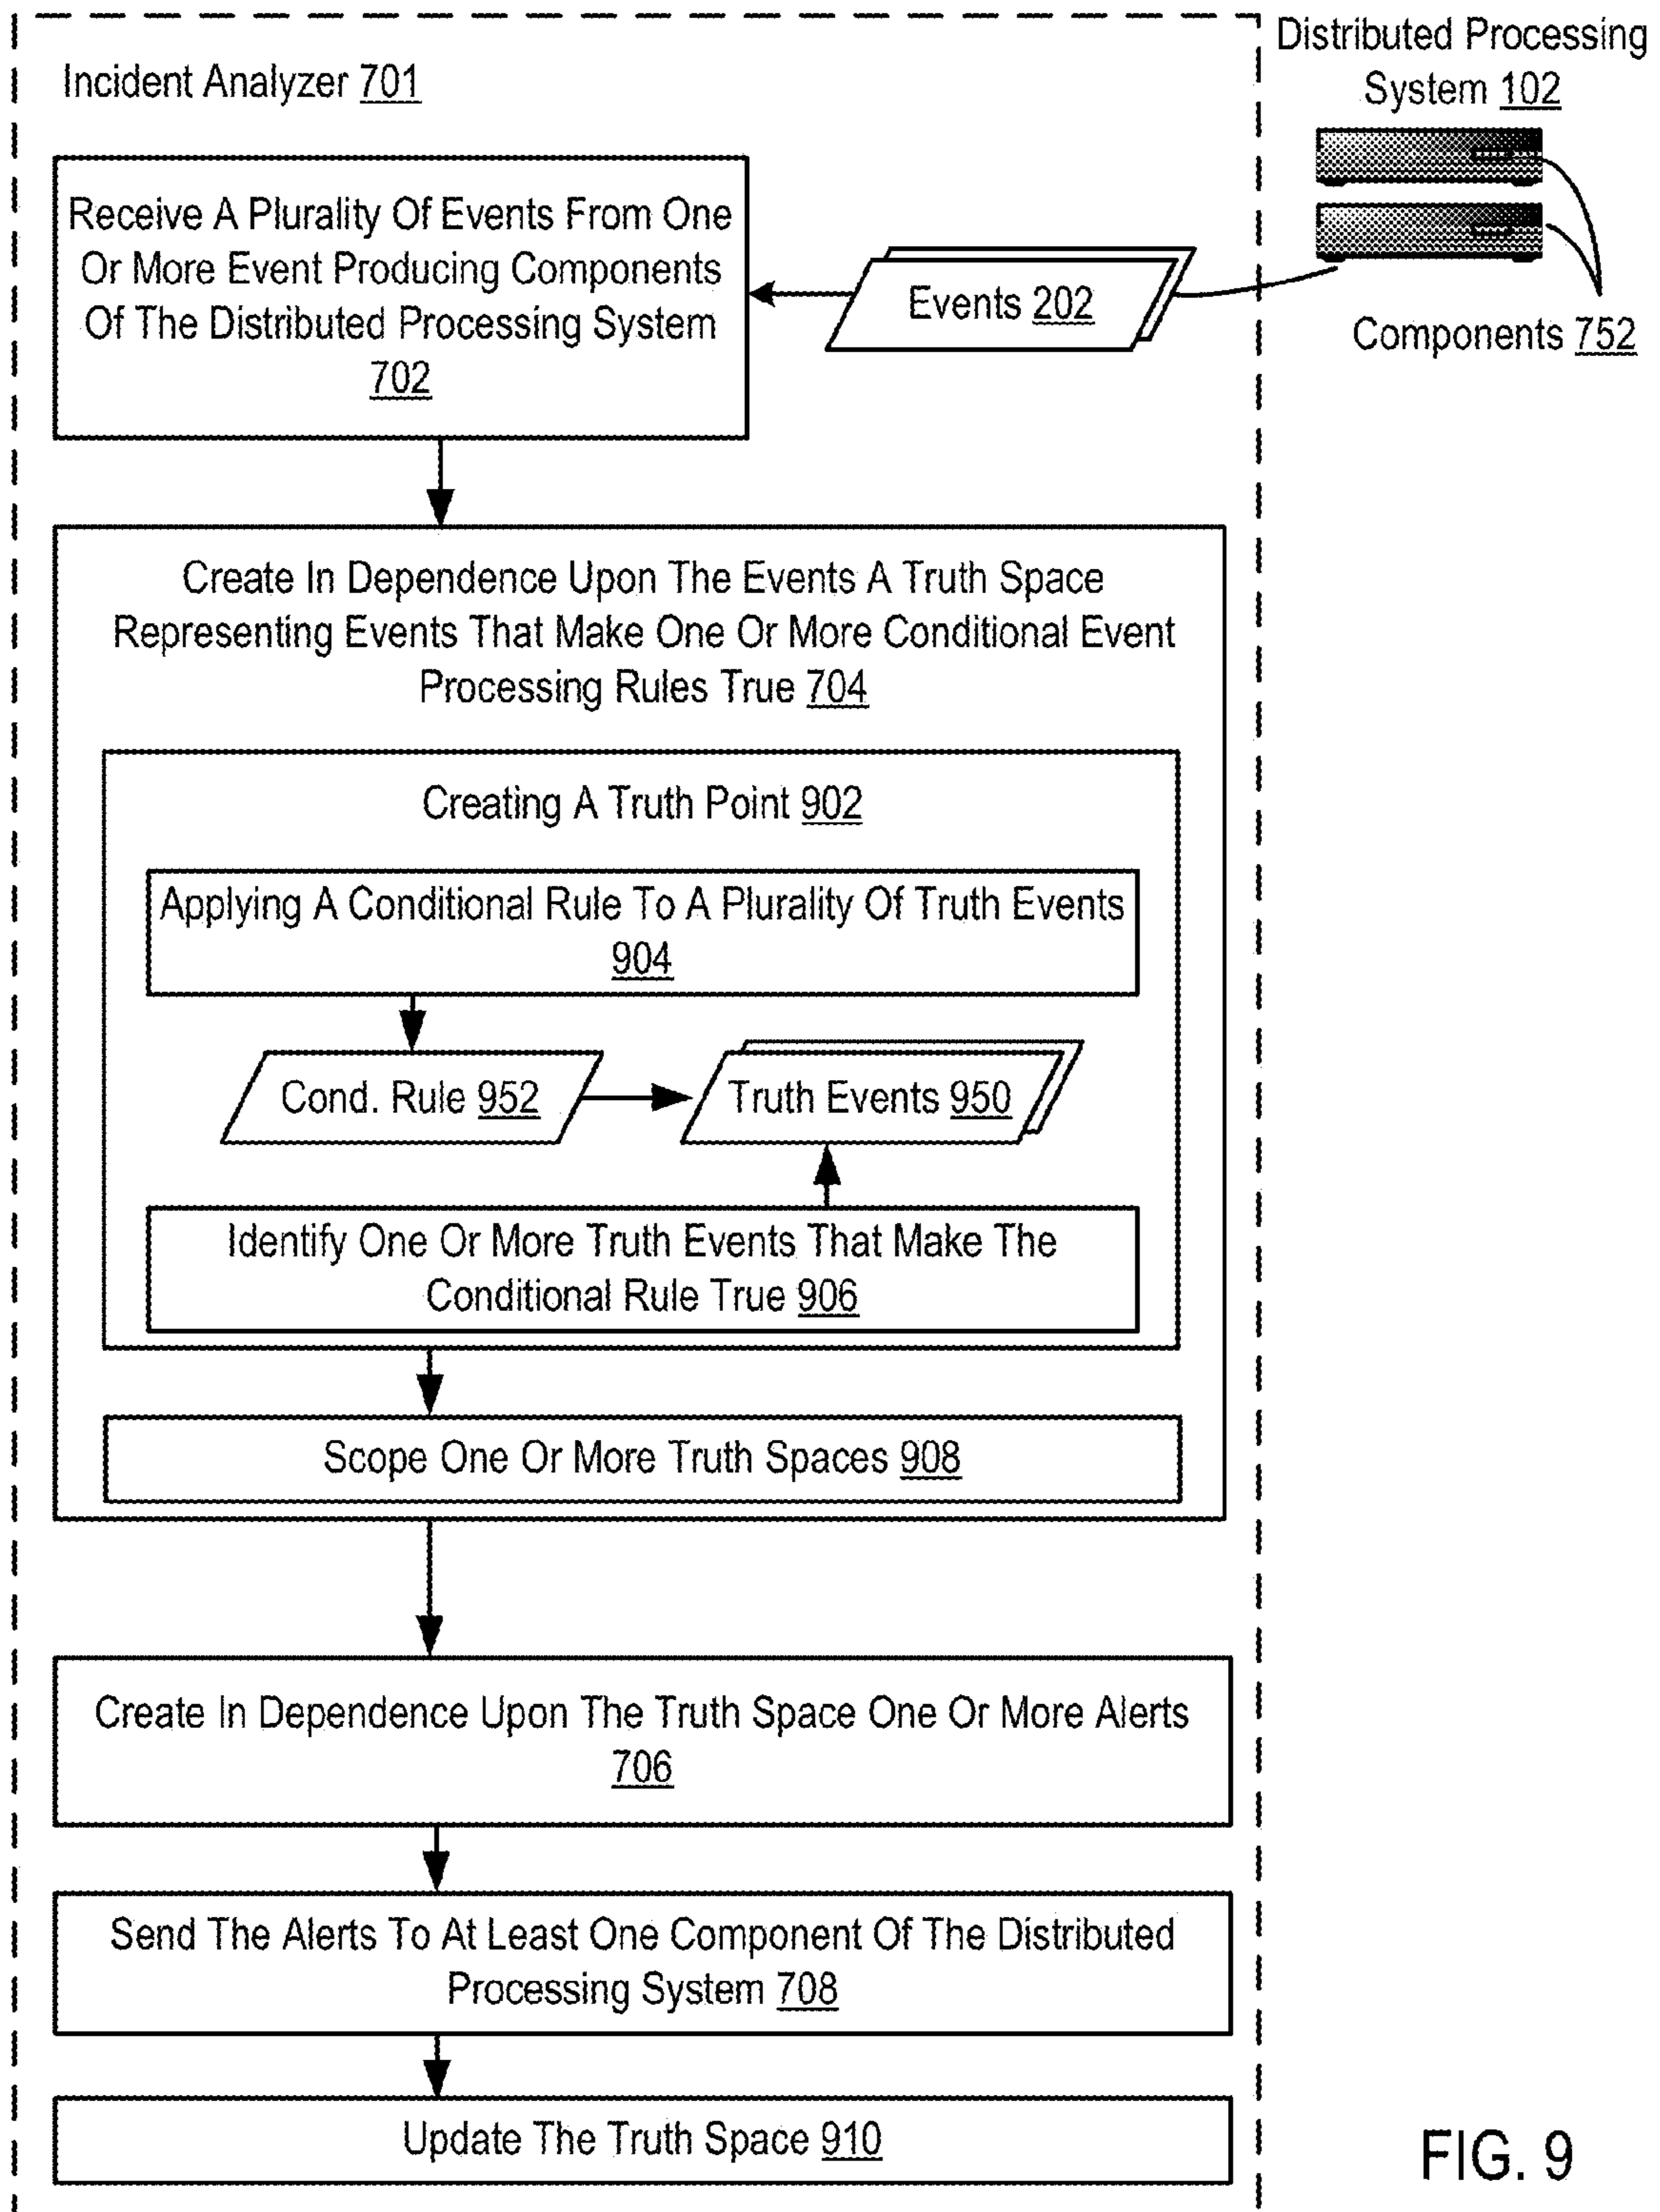 Distributed Processing
System 102
Incident Analyzer 701
Receive A Plurality Of Events From One
Or More Event Producing Components
Of The Distributed Processing System
702
Events 202
Components 752
Create In Dependence Upon The Events A Truth Space
Representing Events That Make One Or More Conditional Event
Processing Rules True 704
Creating A Truth Point 902
Applying A Conditional Rule To A Plurality Of Truth Events
904
Cond. Rule 952
Truth Events 950
Identify One Or More Truth Events That Make The
Conditional Rule True 906
Scope One Or More Truth Spaces 908
Create In Dependence Upon The Truth Space One Or More Alerts
706
Send The Alerts To At Least One Component Of The Distributed
Processing System 708
Update The Truth Space 910
FIG. 9